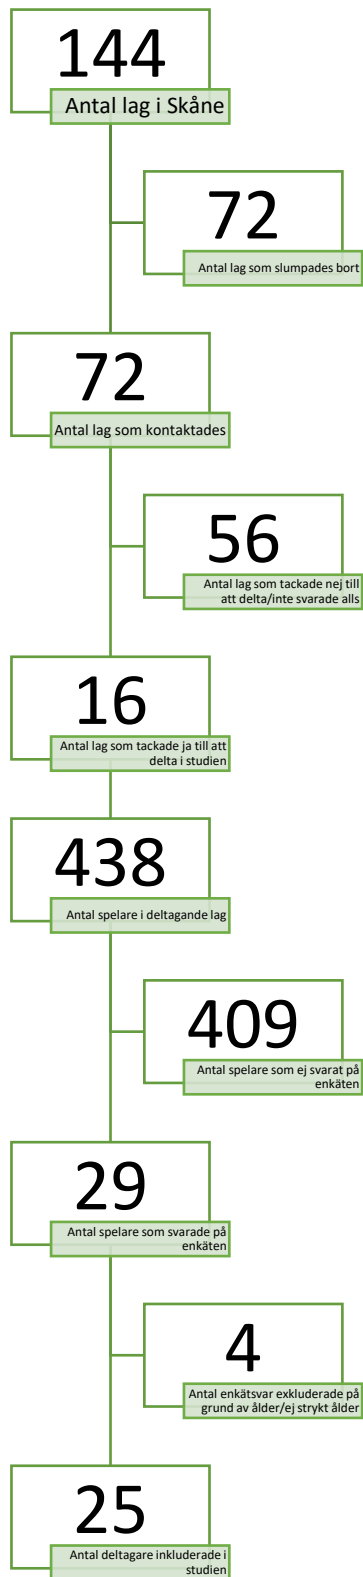 144
Antal lag i Skåne
72
Antal lag som slumpades bort
72
Antal lag som kontaktades
56
Antal lag som tackade nej till
att delta/inte svarade alls
16
Antal lag som tackade ja till att
delta i studien
438
Antal spelare i deltagande lag
409
Antal spelare som ej svarat på
enkäten
29
Antal spelare som svarade på
enkäten
4
Antal enkätsvar exkluderade på
grund av ålder/ej strykt ålder
25
Antal deltagare inkluderade i
studien